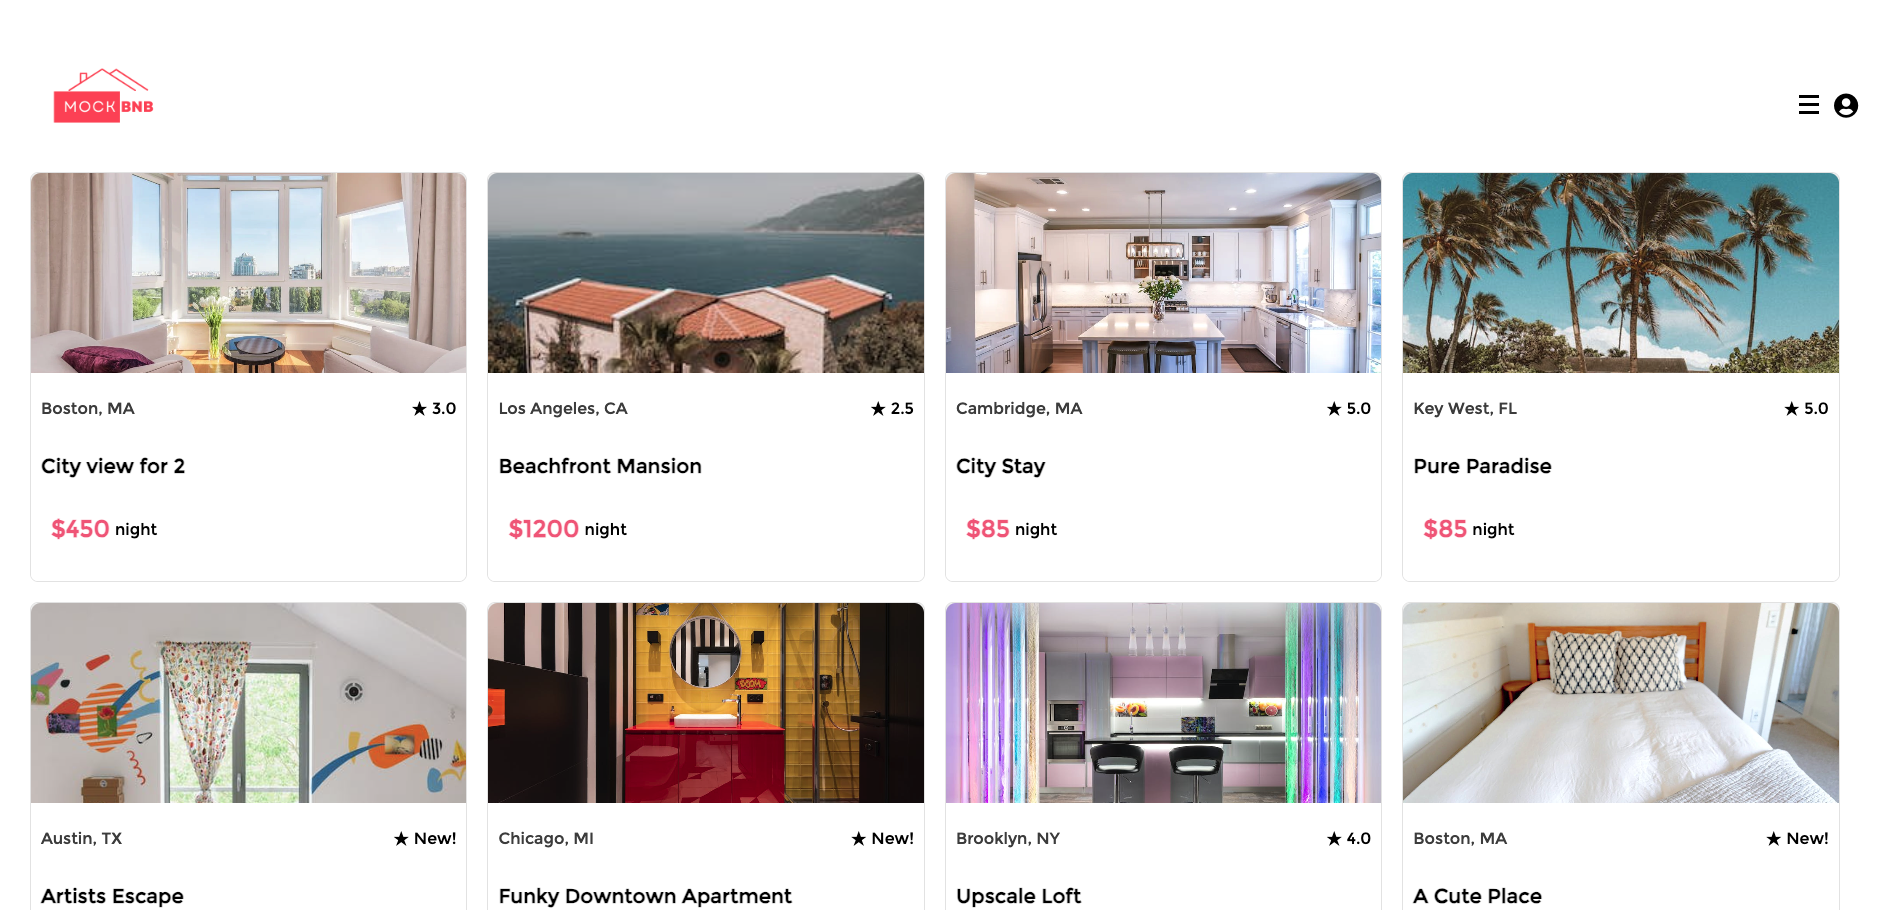 MOCK BNB
Boston, MA ★ 3.0
City view for 2
$450 night
Los Angeles, CA ★ 2.5
Beachfront Mansion
$1200 night
Cambridge, MA ★ 5.0
City Stay
$85 night
Key West, FL ★ 5.0
Pure Paradise
$85 night
Austin, TX ★ New!
Artists Escape
Chicago, MI ★ New!
Funky Downtown Apartment
Brooklyn, NY ★ 4.0
Upscale Loft
Boston, MA ★ New!
A Cute Place